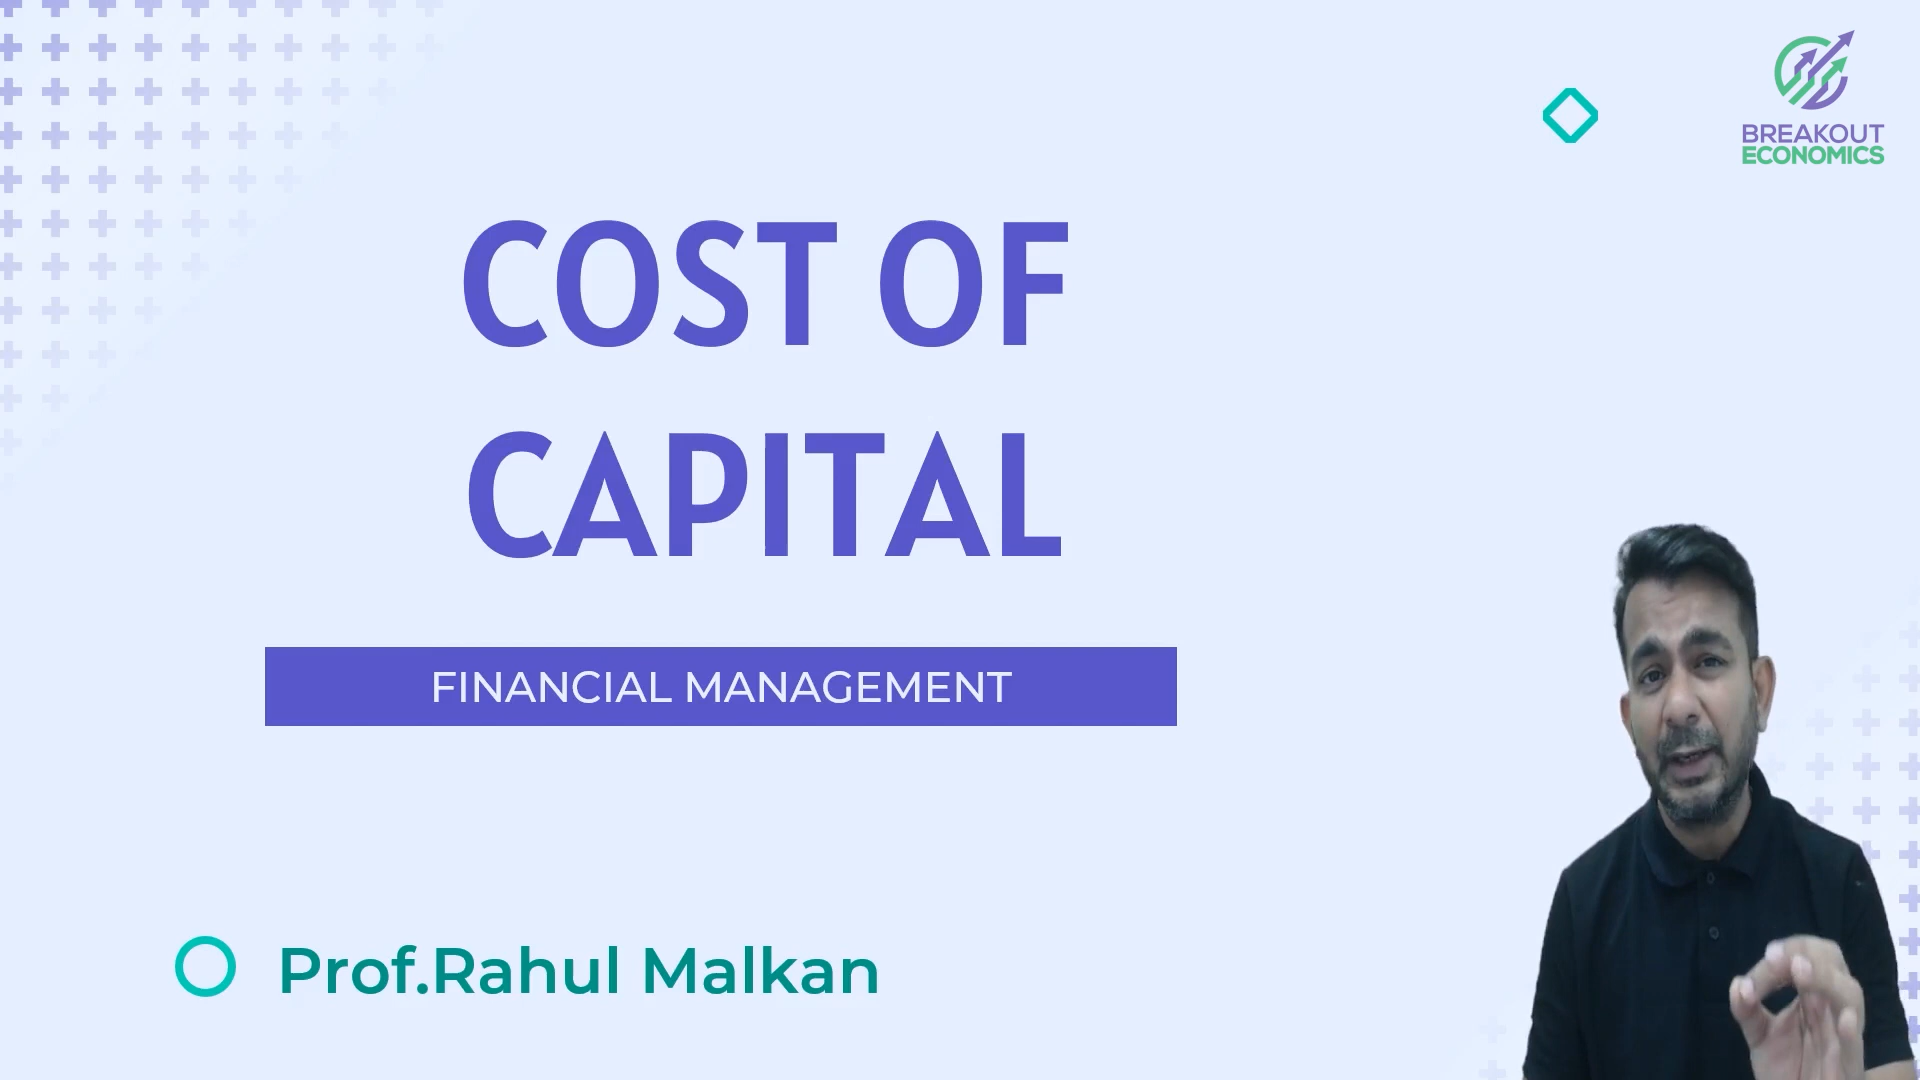 BREAKOUT
ECONOMICS
COST OF
CAPITAL
FINANCIAL MANAGEMENT
Prof.Rahul Malkan